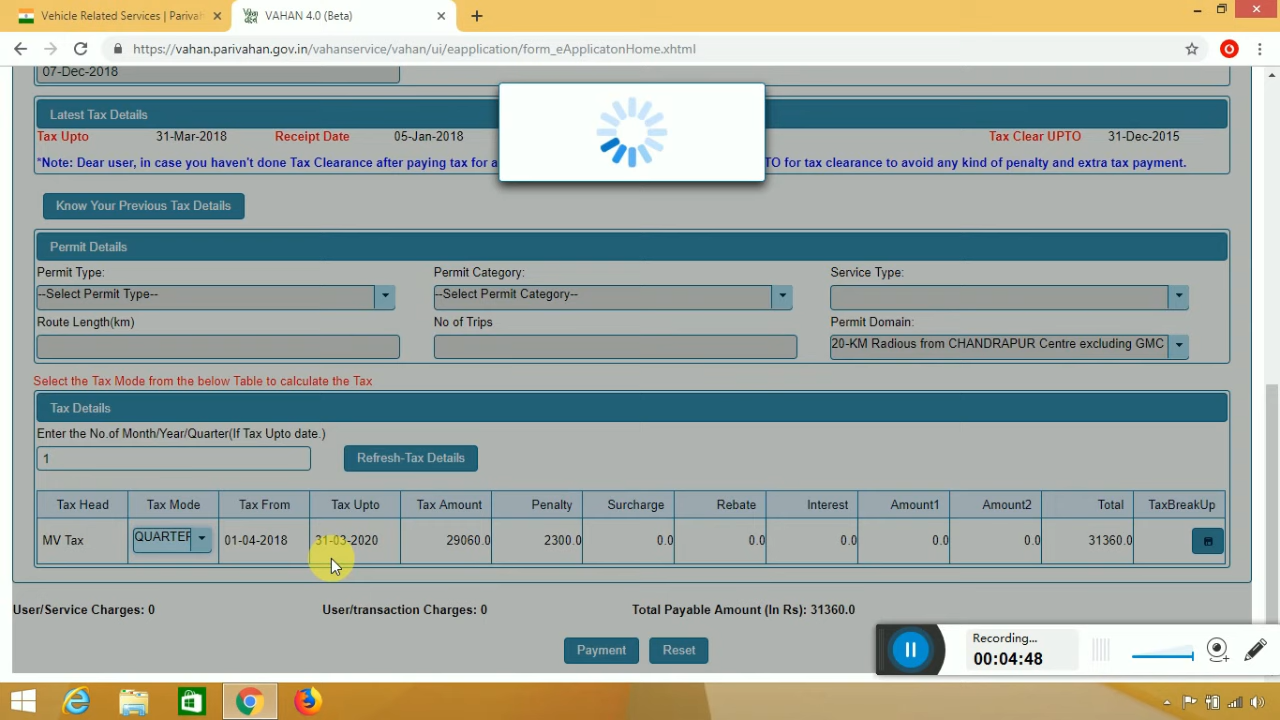 Vehicle Related Services | Parivah
VAHAN 4.0 (Beta)
https://vahan.parivahan.gov.in/vahanservice/vahan/ui/eapplication/form_eApplicatonHome.xhtml
07-Dec-2018
Latest Tax Details
Tax Upto 31-Mar-2018 Receipt Date 05-Jan-2018 Tax Clear UPTO 31-Dec-2015
*Note: Dear user, in case you haven't done Tax Clearance after paying tax for a TO for tax clearance to avoid any kind of penalty and extra tax payment.
Know Your Previous Tax Details
Permit Details
Permit Type: Permit Category: Service Type:
--Select Permit Type-- --Select Permit Category--
Route Length(km) No of Trips Permit Domain:
20-KM Radious from CHANDRAPUR Centre excluding GMC
Select the Tax Mode from the below Table to calculate the Tax
Tax Details
Enter the No.of Month/Year/Quarter(If Tax Upto date.)
1 Refresh-Tax Details
Tax Head Tax Mode Tax From Tax Upto Tax Amount Penalty Surcharge Rebate Interest Amount1 Amount2 Total TaxBreakUp
MV Tax QUARTER 01-04-2018 31-03-2020 29060.0 2300.0 0.0 0.0 0.0 0.0 0.0 31360.0
User/Service Charges: 0 User/transaction Charges: 0 Total Payable Amount (In Rs): 31360.0
Payment Reset
Recording...
00:04:48